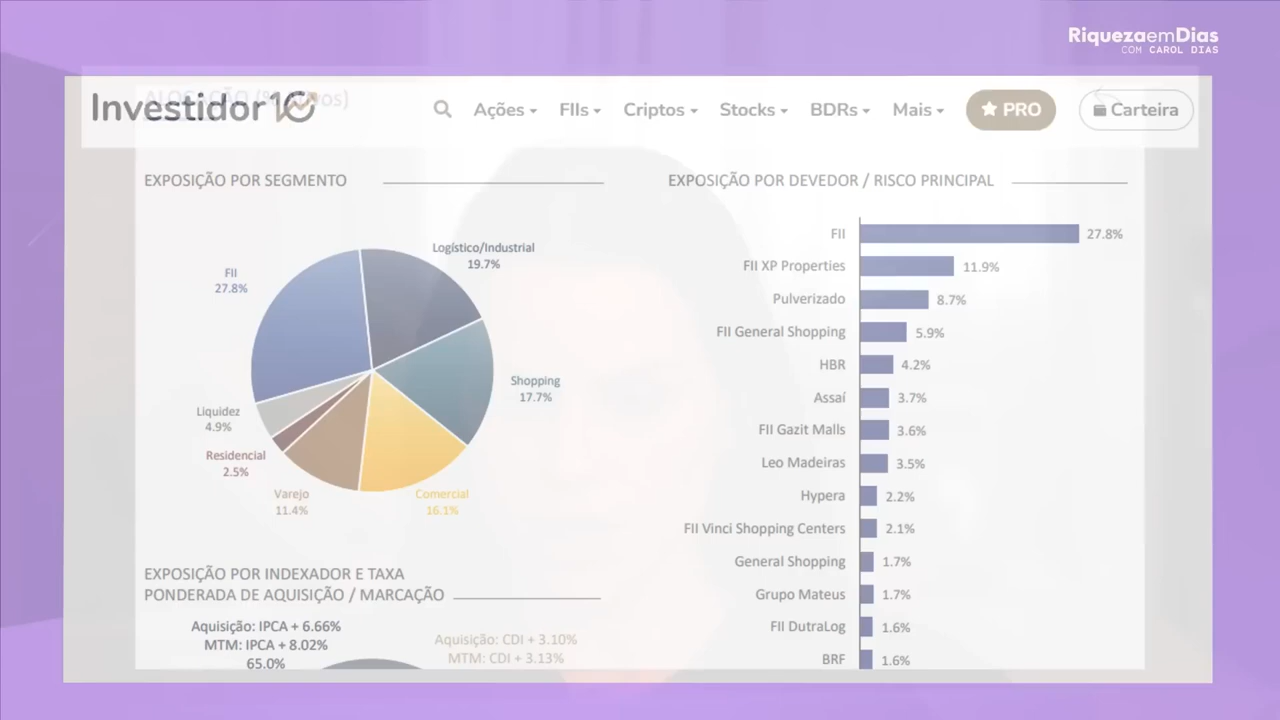 RiquezaemDias
COM CAROL DIAS
Investidor10
Ações
FIIs
Criptos
Stocks
BDRs
Mais
PRO
Carteira
EXPOSIÇÃO POR SEGMENTO
FII
27.8%
Logístico/Industrial
19.7%
Shopping
17.7%
Liquidez
4.9%
Residencial
2.5%
Varejo
11.4%
Comercial
16.1%
EXPOSIÇÃO POR INDEXADOR E TAXA
PONDERADA DE AQUISIÇÃO / MARCAÇÃO
Aquisição: IPCA + 6.66%
MTM: IPCA + 8.02%
65.0%
Aquisição: CDI + 3.10%
MTM: CDI + 3.13%
EXPOSIÇÃO POR DEVEDOR / RISCO PRINCIPAL
FII 27.8%
FII XP Properties 11.9%
Pulverizado 8.7%
FII General Shopping 5.9%
HBR 4.2%
Assaí 3.7%
FII Gazit Malls 3.6%
Leo Madeiras 3.5%
Hypera 2.2%
FII Vinci Shopping Centers 2.1%
General Shopping 1.7%
Grupo Mateus 1.7%
FII DutraLog 1.6%
BRF 1.6%